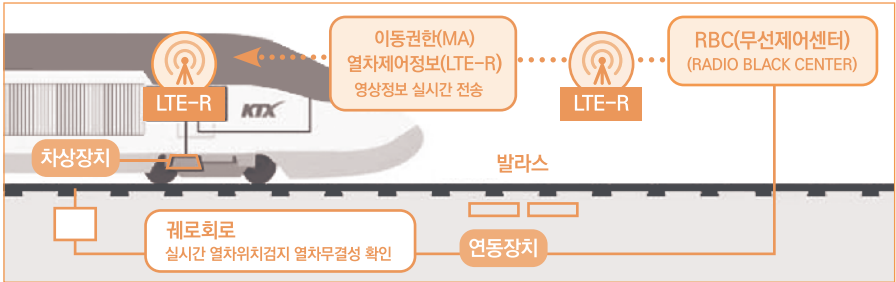 이동권한(MA)
열차제어정보(LTE-R)
영상정보 실시간 전송
RBC(무선제어센터)
(RADIO BLACK CENTER)
LTE-R
LTE-R
KTX
차상장치
발라스
궤로회로
실시간 열차위치검지 열차무결성 확인
연동장치